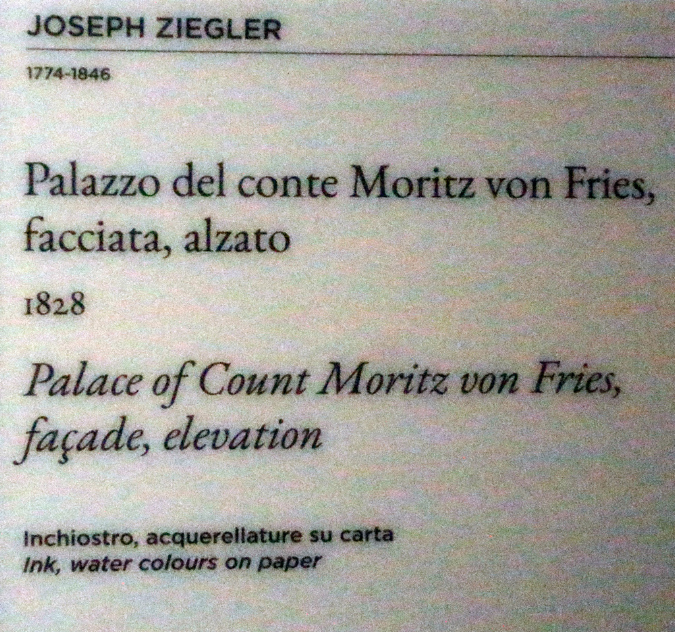 JOSEPH ZIEGLER
1774-1846
Palazzo del conte Moritz von Fries,
facciata, alzato
1828
Palace of Count Moritz von Fries,
façade, elevation
Inchiostro, acquerellature su carta
Ink, water colours on paper